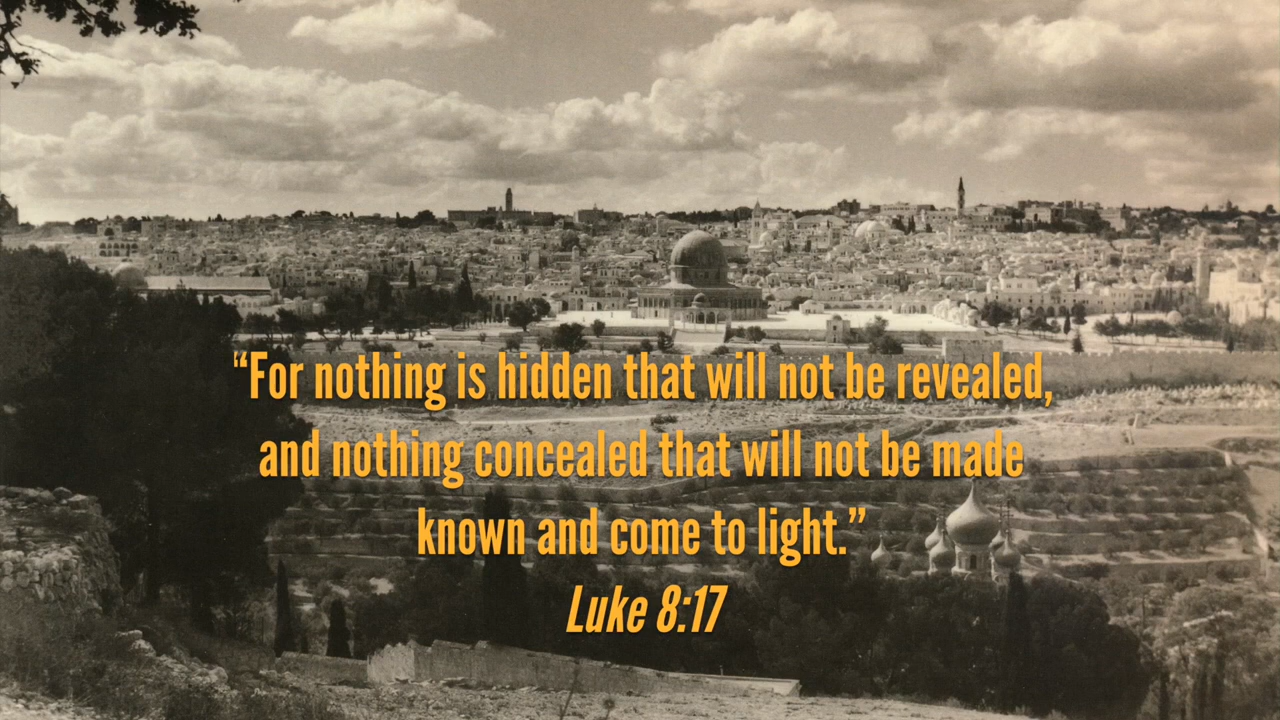 “For nothing is hidden that will not be revealed,
and nothing concealed that will not be made
known and come to light.”
Luke 8:17